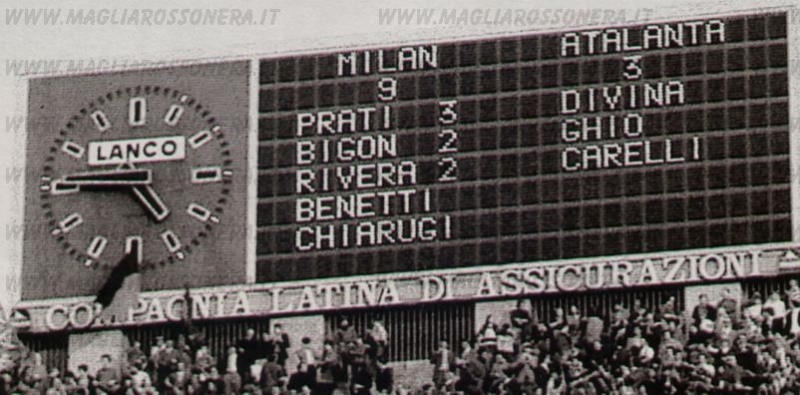 WWW.MAGLIAROSSONERA.IT WWW.MAGLIAROSSONERA.IT
LANCO
MILAN ATALANTA
9 3
PRATI 3 DIVINA
BIGON 2 GHIO
RIVERA 2 CARELLI
BENETTI
CHIARUGI
COMPAGNIA LATINA DI ASSICURAZIONI